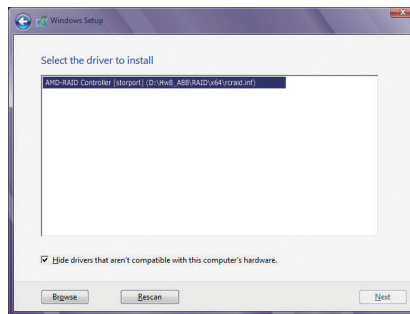 Windows Setup
Select the driver to install
AMD-RAID Controller [storport] (D:\Hw8_A88\RAID\x64\rcraid.inf)
Hide drivers that aren't compatible with this computer's hardware.
Browse Rescan Next